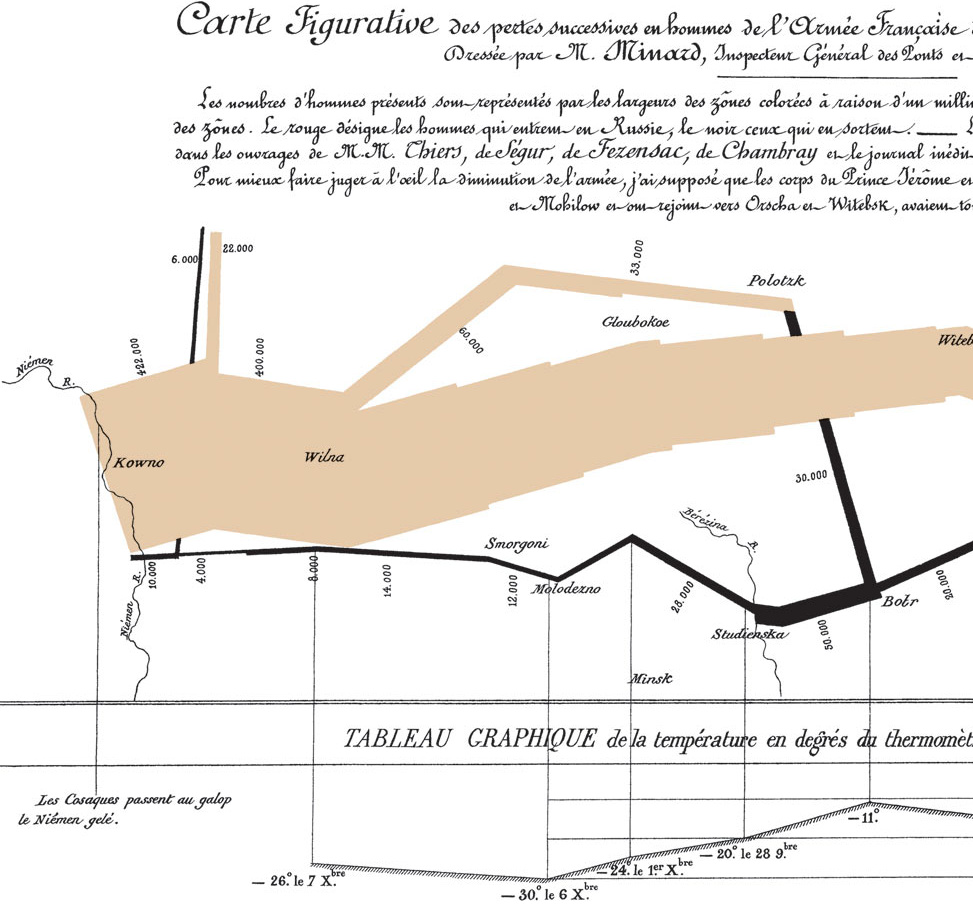 Carte Figurative des pertes successives en hommes de l'Armée Française
Dressée par M. Minard, Inspecteur Général des Ponts et
Les nombres d'hommes présents sont représentés par les largeurs des zônes colorées à raison d'un milli
des zônes. Le rouge désigne les hommes qui entrent en Russie, le noir ceux qui en sortent. — L
dans les ouvrages de M.M. Thiers, de Ségur, de Fezensac, de Chambray et le journal inédi
Pour mieux faire juger à l'œil la diminution de l'armée, j'ai supposé que les corps du Prince Jérôme e
et Mohilow et ont rejoint vers Orscha et Witebsk, avaient to
6.000
22.000
33.000
Polotzk
Gloubokoe
60.000
Witeb
Niémen R.
422.000
400.000
Kowno
Wilna
30.000
Bérézina R.
Smorgoni
10.000
4.000
8.000
14.000
12.000
Molodezno
28.000
20.000
Botr
Niémen R.
Studienska
50.000
Minsk
TABLEAU GRAPHIQUE de la température en degrés du thermomèt
Les Cosaques passent au galop
le Niémen gelé.
— 11.°
— 20.° le 28 9.bre
— 24.° le 1.er X.bre
— 26.° le 7 X.bre
— 30.° le 6 X.bre